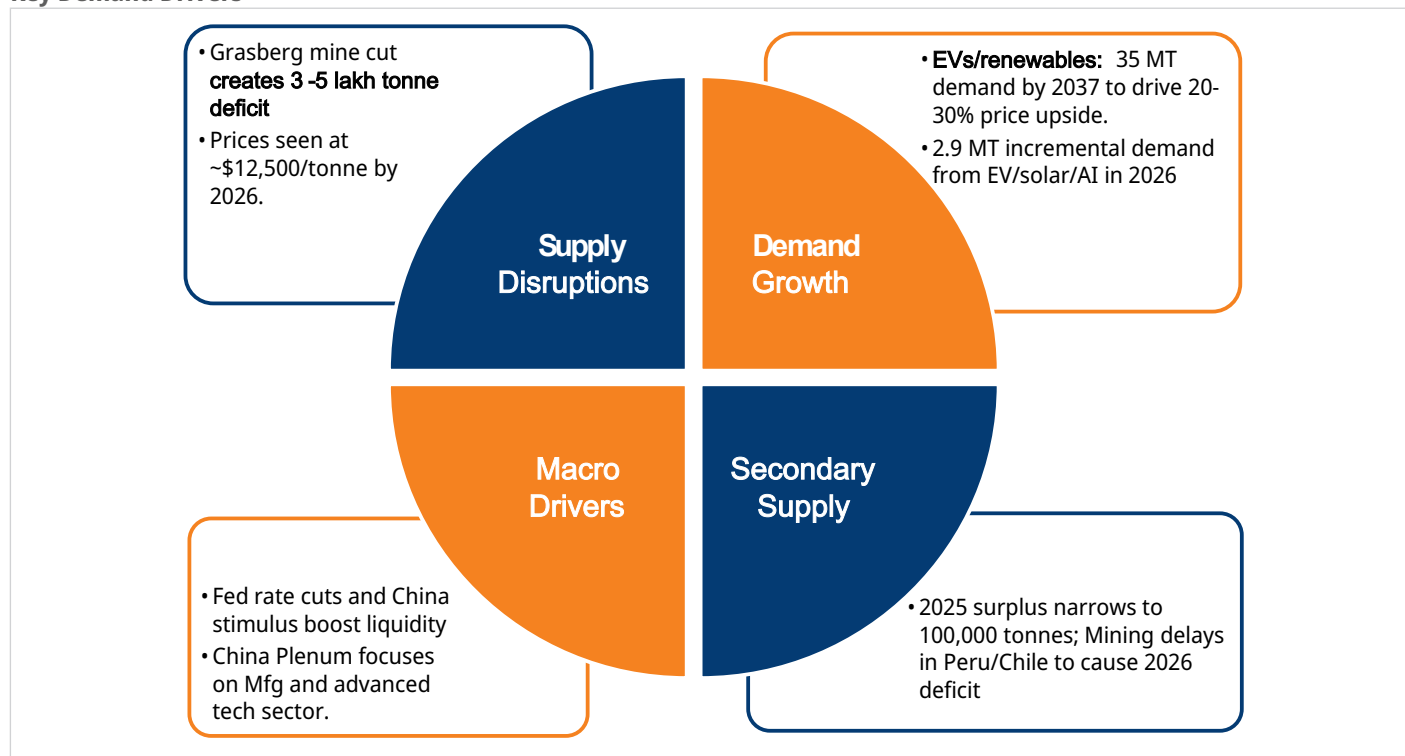 Key Demand Drivers
• Grasberg mine cut
creates 3 -5 lakh tonne
deficit
• Prices seen at
~$12,500/tonne by
2026.
• EVs/renewables: 35 MT
demand by 2037 to drive 20-
30% price upside.
• 2.9 MT incremental demand
from EV/solar/AI in 2026
Supply
Disruptions
Demand
Growth
Macro
Drivers
Secondary
Supply
• Fed rate cuts and China
stimulus boost liquidity
• China Plenum focuses
on Mfg and advanced
tech sector.
• 2025 surplus narrows to
100,000 tonnes; Mining delays
in Peru/Chile to cause 2026
deficit